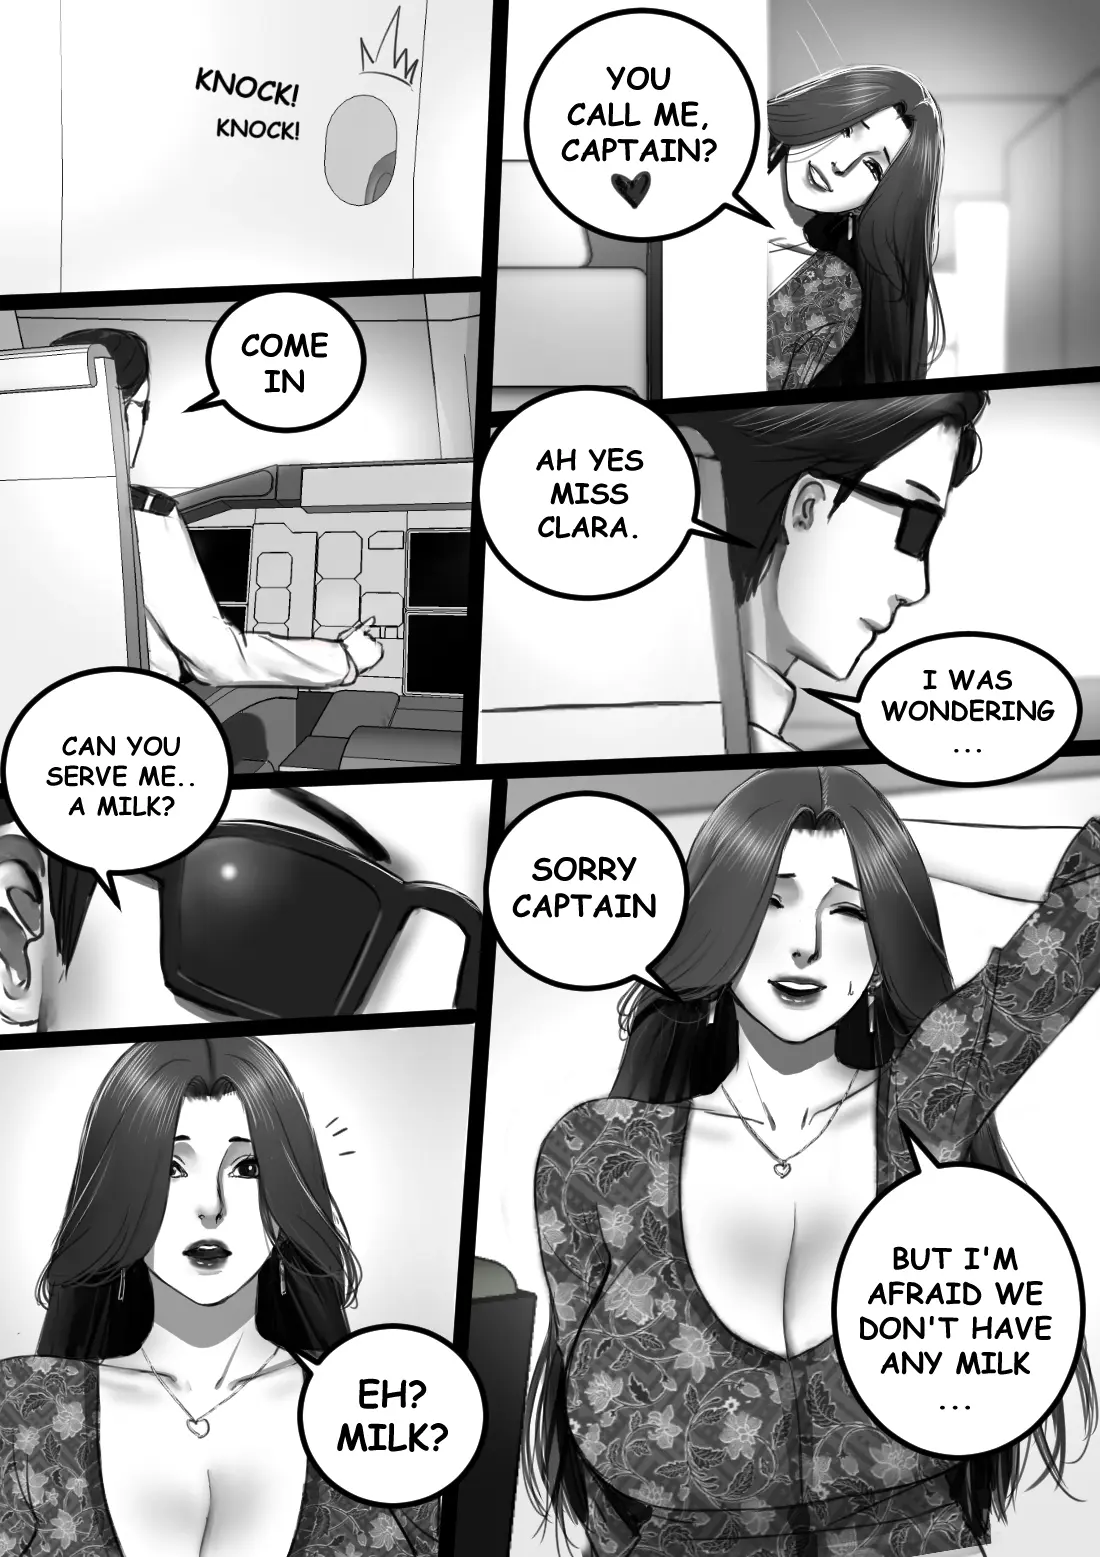 KNOCK!
KNOCK!
YOU
CALL ME,
CAPTAIN?
COME
IN
AH YES
MISS
CLARA.
I WAS
WONDERING
...
CAN YOU
SERVE ME..
A MILK?
EH?
MILK?
SORRY
CAPTAIN
BUT I'M
AFRAID WE
DON'T HAVE
ANY MILK
...